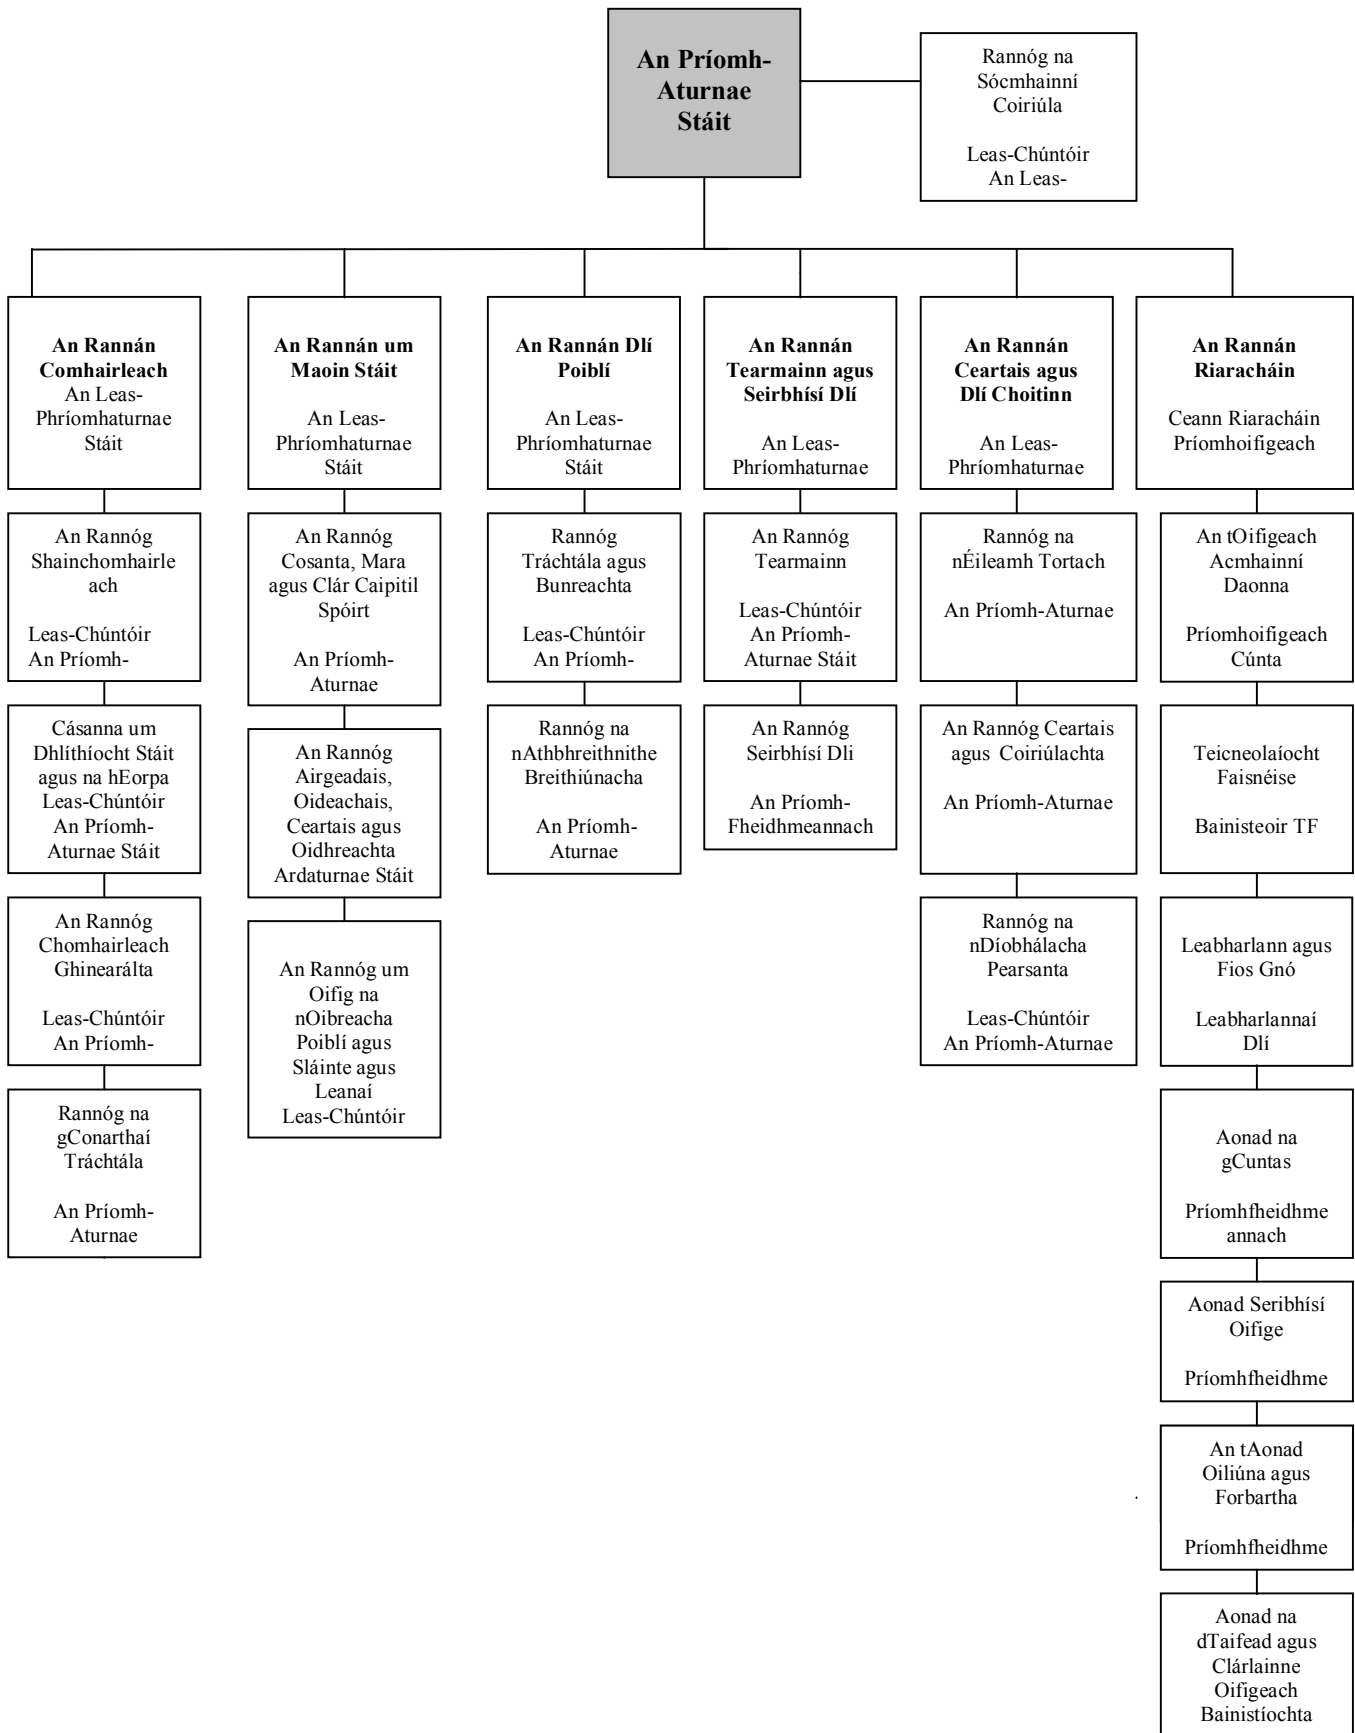 An Príomh-
Aturnae
Stáit
Rannóg na
Sócmhainní
Coiriúla
Leas-Chúntóir
An Leas-
An Rannán
Comhairleach
An Leas-
Phríomhaturnae
Stáit
An Rannóg
Shainchomhairle
ach
Leas-Chúntóir
An Príomh-
Cásanna um
Dhlíthíocht Stáit
agus na hEorpa
Leas-Chúntóir
An Príomh-
Aturnae Stáit
An Rannóg
Chomhairleach
Ghinearálta
Leas-Chúntóir
An Príomh-
Rannóg na
gConarthaí
Tráchtála
An Príomh-
Aturnae
An Rannán um
Maoin Stáit
An Leas-
Phríomhaturnae
Stáit
An Rannóg
Cosanta, Mara
agus Clár Caipitil
Spóirt
An Príomh-
Aturnae
An Rannóg
Airgeadais,
Oideachais,
Ceartais agus
Oidhreachta
Ardaturnae Stáit
An Rannóg um
Oifig na
nOibreacha
Poiblí agus
Sláinte agus
Leanaí
Leas-Chúntóir
An Rannán Dlí
Poiblí
An Leas-
Phríomhaturnae
Stáit
Rannóg
Tráchtála agus
Bunreachta
Leas-Chúntóir
An Príomh-
Rannóg na
nAthbhreithnithe
Breithiúnacha
An Príomh-
Aturnae
An Rannán
Tearmainn agus
Seirbhísí Dlí
An Leas-
Phríomhaturnae
An Rannóg
Tearmainn
Leas-Chúntóir
An Príomh-
Aturnae Stáit
An Rannóg
Seirbhísí Dli
An Príomh-
Fheidhmeannach
An Rannán
Ceartais agus
Dlí Choitinn
An Leas-
Phríomhaturnae
Rannóg na
nÉileamh Tortach
An Príomh-Aturnae
An Rannóg Ceartais
agus Coiriúlachta
An Príomh-Aturnae
Rannóg na
nDíobhálacha
Pearsanta
Leas-Chúntóir
An Príomh-Aturnae
An Rannán
Riaracháin
Ceann Riaracháin
Príomhoifigeach
An tOifigeach
Acmhainní
Daonna
Príomhoifigeach
Cúnta
Teicneolaíocht
Faisnéise
Bainisteoir TF
Leabharlann agus
Fios Gnó
Leabharlannaí
Dlí
Aonad na
gCuntas
Príomhfheidhme
annach
Aonad Seribhísí
Oifige
Príomhfheidhme
An tAonad
Oiliúna agus
Forbartha
Príomhfheidhme
Aonad na
dTaifead agus
Clárlainne
Oifigeach
Bainistíochta